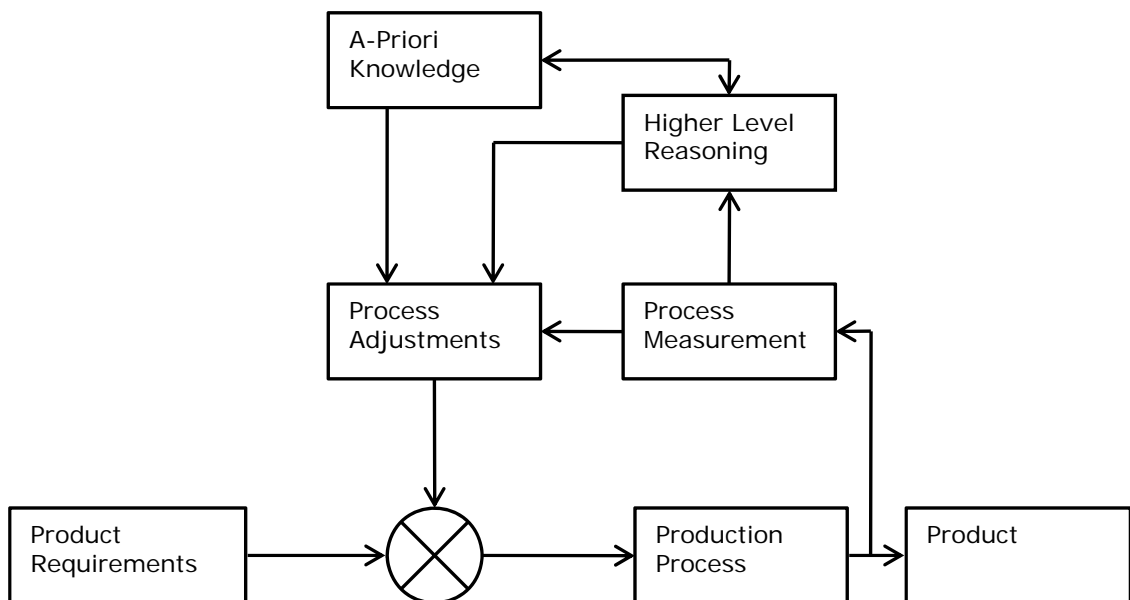 A-Priori
Knowledge
Higher Level
Reasoning
Process
Adjustments
Process
Measurement
Product
Requirements
Production
Process
Product